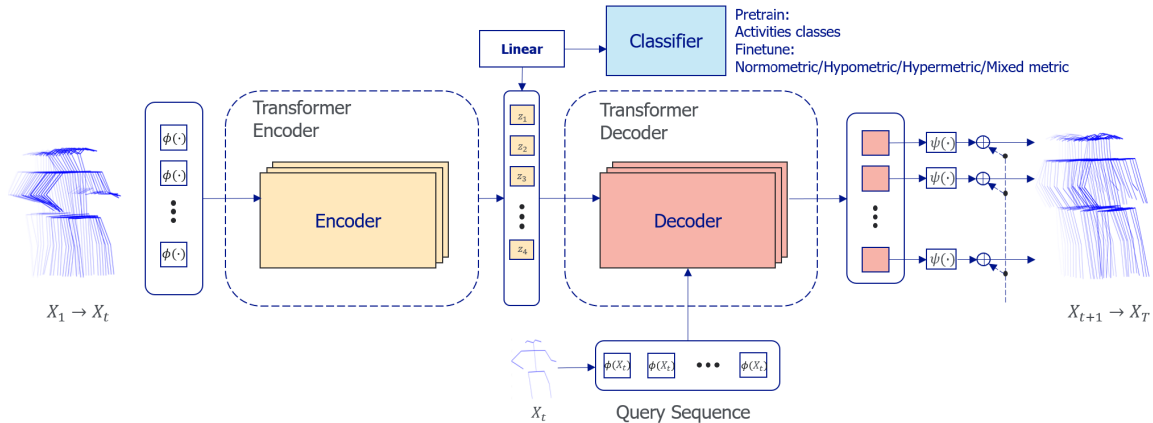 Pretrain:
Activities classes
Finetune:
Normometric/Hypometric/Hypermetric/Mixed metric
Linear
Classifier
Transformer
Encoder
Transformer
Decoder
ϕ(·)
ϕ(·)
ϕ(·)
Encoder
z₁
z₂
z₃
z₄
Decoder
ψ(·)
ψ(·)
ψ(·)
X₁ → Xₜ
Xₜ₊₁ → X_T
ϕ(Xₜ) ϕ(Xₜ) ϕ(Xₜ)
Xₜ
Query Sequence